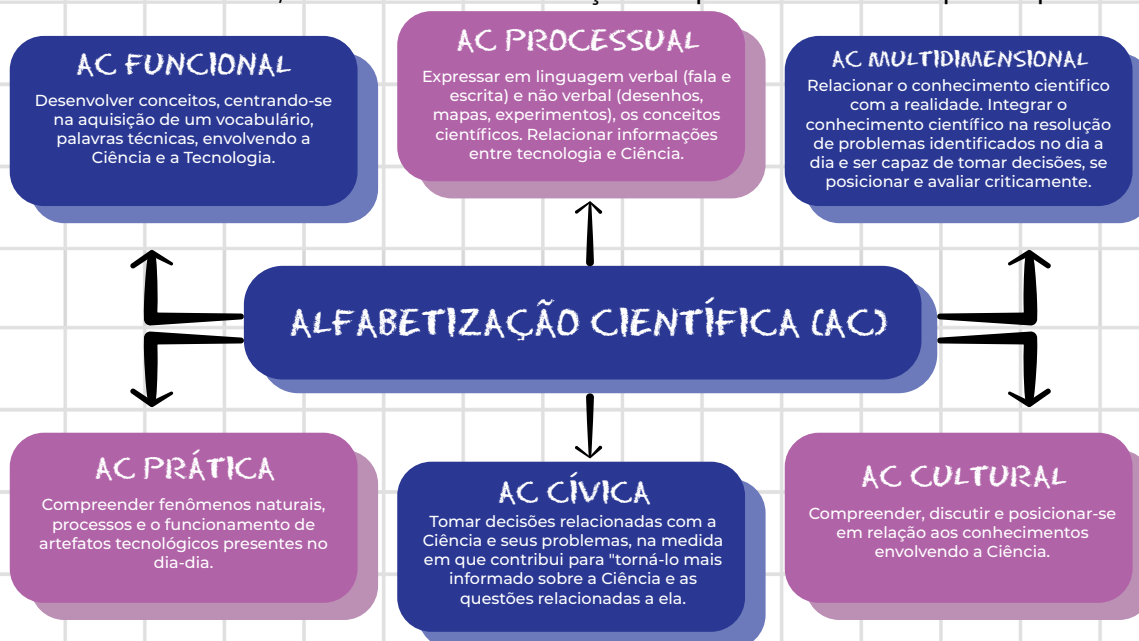 AC FUNCIONAL
Desenvolver conceitos, centrando-se
na aquisição de um vocabulário,
palavras técnicas, envolvendo a
Ciência e a Tecnologia.
AC PROCESSUAL
Expressar em linguagem verbal (fala e
escrita) e não verbal (desenhos,
mapas, experimentos), os conceitos
científicos. Relacionar informações
entre tecnologia e Ciência.
AC MULTIDIMENSIONAL
Relacionar o conhecimento cientifico
com a realidade. Integrar o
conhecimento científico na resolução
de problemas identificados no dia a
dia e ser capaz de tomar decisões, se
posicionar e avaliar criticamente.
ALFABETIZAÇÃO CIENTÍFICA (AC)
AC PRÁTICA
Compreender fenômenos naturais,
processos e o funcionamento de
artefatos tecnológicos presentes no
dia-dia.
AC CÍVICA
Tomar decisões relacionadas com a
Ciência e seus problemas, na medida
em que contribui para "torná-lo mais
informado sobre a Ciência e as
questões relacionadas a ela.
AC CULTURAL
Compreender, discutir e posicionar-se
em relação aos conhecimentos
envolvendo a Ciência.